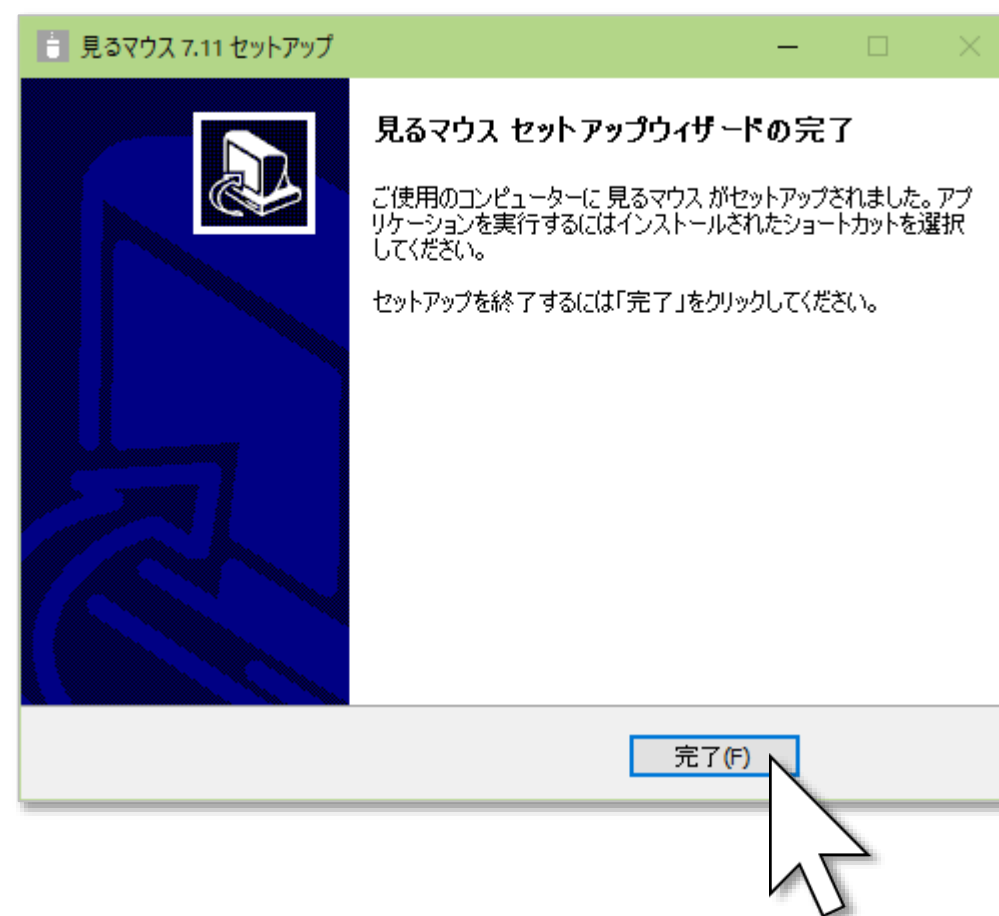 見るマウス 7.11 セットアップ
見るマウス セットアップウィザードの完了
ご使用のコンピューターに 見るマウス がセットアップされました。アプ
リケーションを実行するにはインストールされたショートカットを選択
してください。
セットアップを終了するには「完了」をクリックしてください。
完了(F)